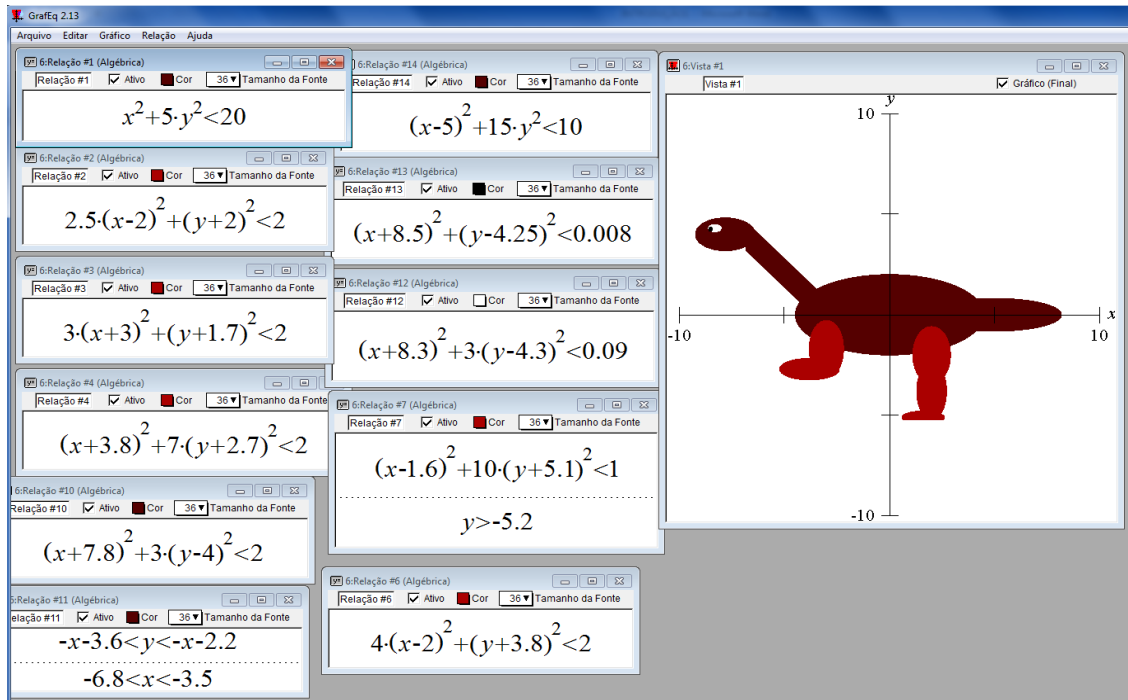 GrafEq 2.13
Arquivo Editar Gráfico Relação Ajuda
6:Relação #1 (Algébrica)
Relação #1 Ativo Cor 36 Tamanho da Fonte
x²+5·y²<20
6:Relação #2 (Algébrica)
Relação #2 Ativo Cor 36 Tamanho da Fonte
2.5·(x-2)²+(y+2)²<2
6:Relação #3 (Algébrica)
Relação #3 Ativo Cor 36 Tamanho da Fonte
3·(x+3)²+(y+1.7)²<2
6:Relação #4 (Algébrica)
Relação #4 Ativo Cor 36 Tamanho da Fonte
(x+3.8)²+7·(y+2.7)²<2
6:Relação #10 (Algébrica)
Relação #10 Ativo Cor 36 Tamanho da Fonte
(x+7.8)²+3·(y-4)²<2
6:Relação #11 (Algébrica)
elação #11 Ativo Cor 36 Tamanho da Fonte
-x-3.6<y<-x-2.2
-6.8<x<-3.5
6:Relação #14 (Algébrica)
Relação #14 Ativo Cor 36 Tamanho da Fonte
(x-5)²+15·y²<10
6:Relação #13 (Algébrica)
Relação #13 Ativo Cor 36 Tamanho da Fonte
(x+8.5)²+(y-4.25)²<0.008
6:Relação #12 (Algébrica)
Relação #12 Ativo Cor 36 Tamanho da Fonte
(x+8.3)²+3·(y-4.3)²<0.09
6:Relação #7 (Algébrica)
Relação #7 Ativo Cor 36 Tamanho da Fonte
(x-1.6)²+10·(y+5.1)²<1
y>-5.2
6:Relação #6 (Algébrica)
Relação #6 Ativo Cor 36 Tamanho da Fonte
4·(x-2)²+(y+3.8)²<2
6:Vista #1
Vista #1 Gráfico (Final)
y
10
x
-10 10
-10